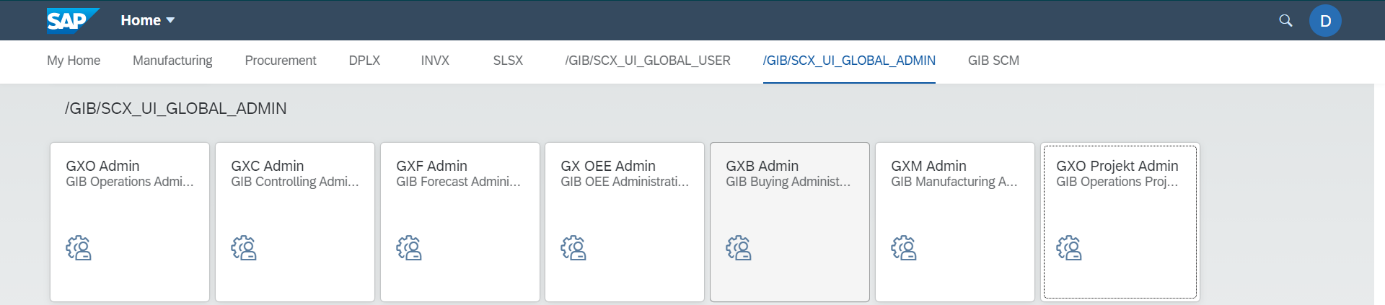 SAP Home D
My Home Manufacturing Procurement DPLX INVX SLSX /GIB/SCX_UI_GLOBAL_USER /GIB/SCX_UI_GLOBAL_ADMIN GIB SCM
/GIB/SCX_UI_GLOBAL_ADMIN
GXO Admin
GIB Operations Admi...
GXC Admin
GIB Controlling Admi...
GXF Admin
GIB Forecast Admini...
GX OEE Admin
GIB OEE Administrati...
GXB Admin
GIB Buying Administ...
GXM Admin
GIB Manufacturing A...
GXO Projekt Admin
GIB Operations Proj...